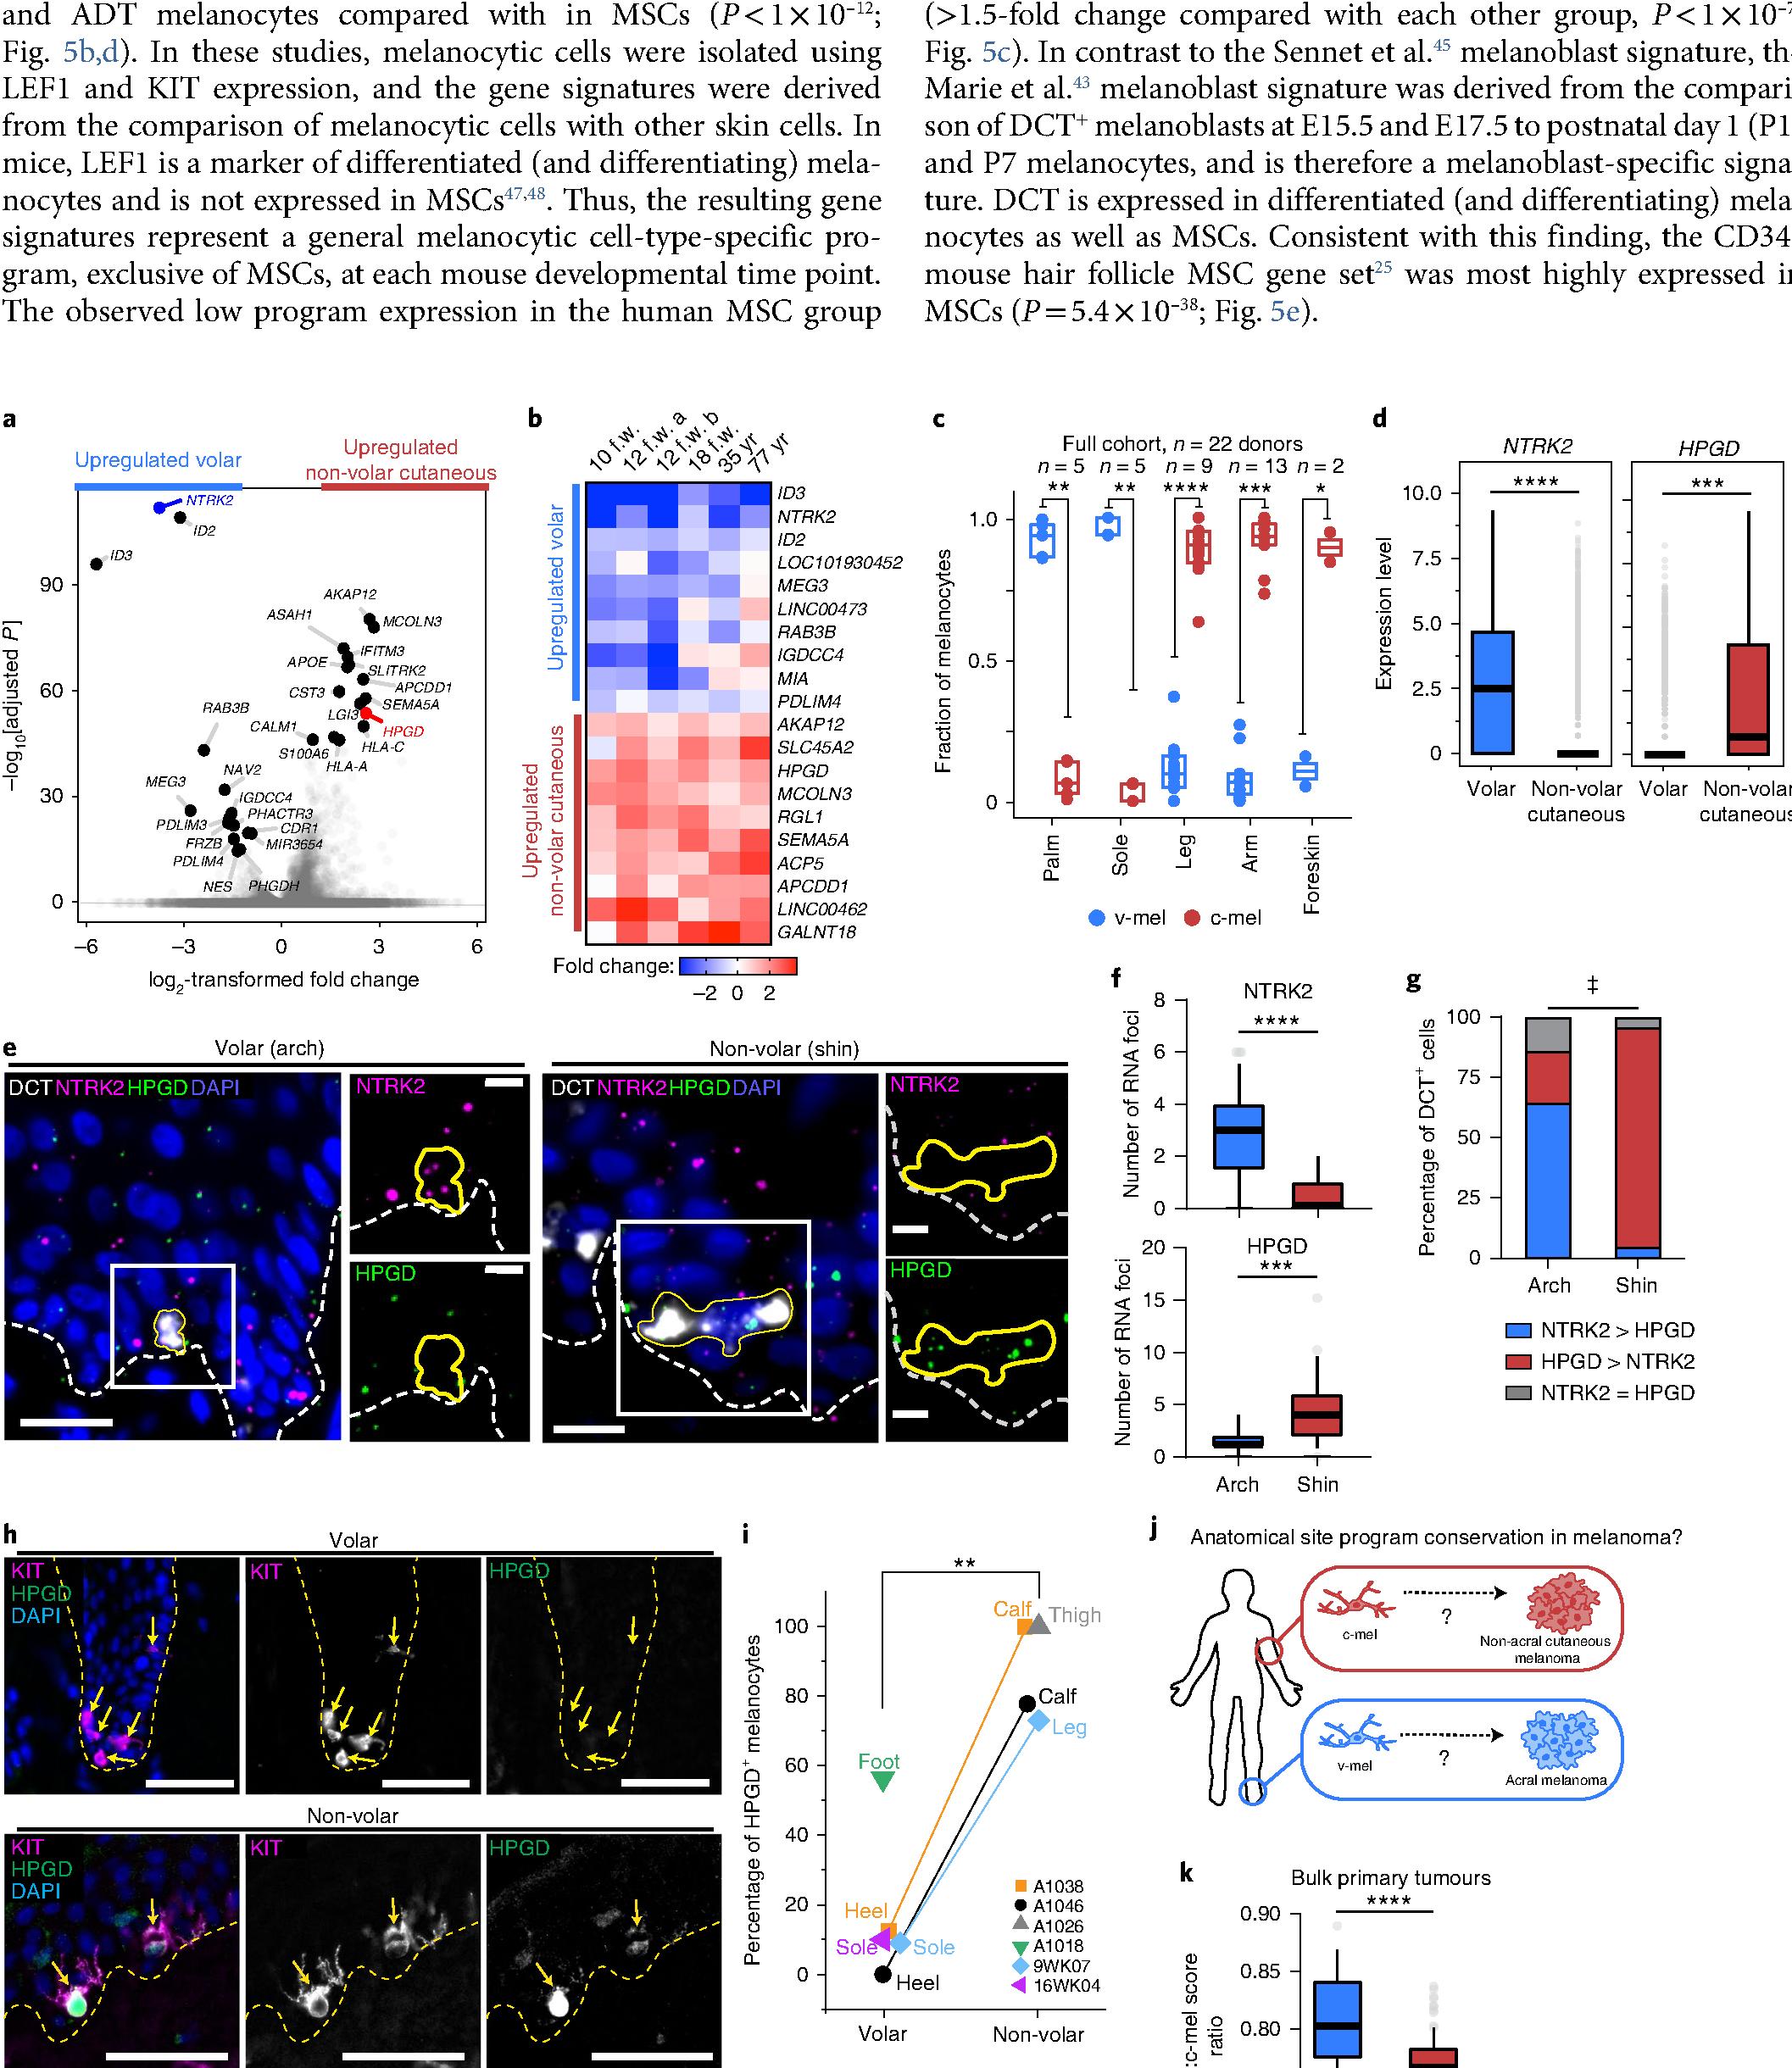 and ADT melanocytes compared with in MSCs (P < 1 × 10⁻¹²;
Fig. 5b,d). In these studies, melanocytic cells were isolated using
LEF1 and KIT expression, and the gene signatures were derived
from the comparison of melanocytic cells with other skin cells. In
mice, LEF1 is a marker of differentiated (and differentiating) mela-
nocytes and is not expressed in MSCs⁴⁷,⁴⁸. Thus, the resulting gene
signatures represent a general melanocytic cell-type-specific pro-
gram, exclusive of MSCs, at each mouse developmental time point.
The observed low program expression in the human MSC group
(>1.5-fold change compared with each other group, P < 1 × 10⁻⁷
Fig. 5c). In contrast to the Sennet et al.⁴⁵ melanoblast signature, th
Marie et al.⁴³ melanoblast signature was derived from the compari
son of DCT⁺ melanoblasts at E15.5 and E17.5 to postnatal day 1 (P1
and P7 melanocytes, and is therefore a melanoblast-specific signa
ture. DCT is expressed in differentiated (and differentiating) mela
nocytes as well as MSCs. Consistent with this finding, the CD34
mouse hair follicle MSC gene set²⁵ was most highly expressed in
MSCs (P = 5.4 × 10⁻³⁸; Fig. 5e).
a
Upregulated volar
Upregulated
non-volar cutaneous
NTRK2
ID2
ID3
AKAP12
ASAH1
MCOLN3
IFITM3
APOE
SLITRK2
APCDD1
CST3
SEMA5A
LGI3
HPGD
RAB3B
CALM1
HLA-C
S100A6
HLA-A
NAV2
MEG3
IGDCC4
PHACTR3
PDLIM3
CDR1
FRZB
MIR3654
PDLIM4
NES
PHGDH
90
60
30
0
−log₁₀[adjusted P]
−6 −3 0 3 6
log₂-transformed fold change
b
10 f.w.
12 f.w. a
12 f.w. b
18 f.w.
35 yr
77 yr
Upregulated volar
Upregulated
non-volar cutaneous
ID3
NTRK2
ID2
LOC101930452
MEG3
LINC00473
RAB3B
IGDCC4
MIA
PDLIM4
AKAP12
SLC45A2
HPGD
MCOLN3
RGL1
SEMA5A
ACP5
APCDD1
LINC00462
GALNT18
Fold change:
−2 0 2
c
Full cohort, n = 22 donors
n = 5 n = 5 n = 9 n = 13 n = 2
** ** **** *** *
Fraction of melanocytes
1.0
0.5
0
Palm
Sole
Leg
Arm
Foreskin
v-mel c-mel
d
NTRK2
HPGD
****
***
Expression level
10.0
7.5
5.0
2.5
0
Volar Non-volar
cutaneous
Volar Non-volar
cutaneous
e
Volar (arch)
Non-volar (shin)
DCT NTRK2 HPGD DAPI
NTRK2
HPGD
DCT NTRK2 HPGD DAPI
NTRK2
HPGD
f
NTRK2
****
Number of RNA foci
8
6
4
2
0
HPGD
***
Number of RNA foci
20
15
10
5
0
Arch Shin
g
‡
Percentage of DCT⁺ cells
100
75
50
25
0
Arch Shin
NTRK2 > HPGD
HPGD > NTRK2
NTRK2 = HPGD
h
Volar
KIT
HPGD
DAPI
KIT
HPGD
Non-volar
KIT
HPGD
DAPI
KIT
HPGD
i
**
Percentage of HPGD⁺ melanocytes
100
80
60
40
20
0
Calf
Thigh
Calf
Leg
Foot
Heel
Sole
Sole
Heel
A1038
A1046
A1026
A1018
9WK07
16WK04
Volar Non-volar
j
Anatomical site program conservation in melanoma?
c-mel
?
Non-acral cutaneous
melanoma
v-mel
?
Acral melanoma
k
Bulk primary tumours
****
0.90
0.85
0.80
:c-mel score
ratio